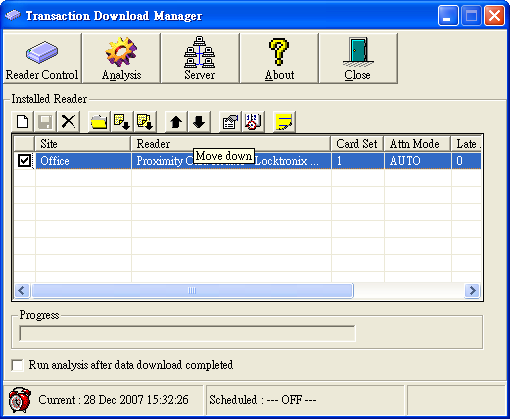 Transaction Download Manager
Reader Control Analysis Server About Close
Installed Reader
Site Reader Card Set Attn Mode Late
Office Proximity Locktronix ... 1 AUTO 0
Move down
Progress
Run analysis after data download completed
Current : 28 Dec 2007 15:32:26 Scheduled : --- OFF ---